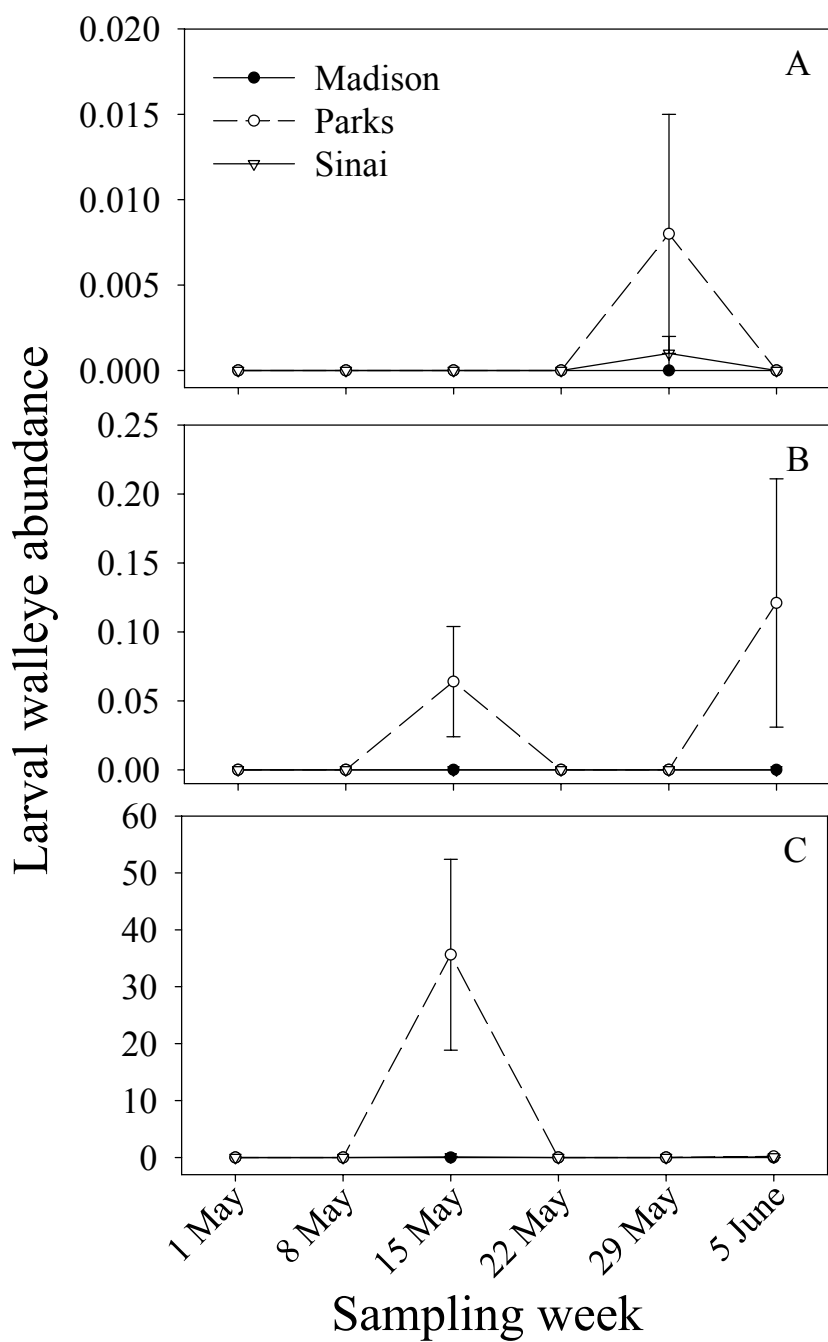 Larval walleye abundance
0.020
0.015
0.010
0.005
0.000
A
Madison
Parks
Sinai
0.25
0.20
0.15
0.10
0.05
0.00
B
60
50
40
30
20
10
0
C
1 May
8 May
15 May
22 May
29 May
5 June
Sampling week